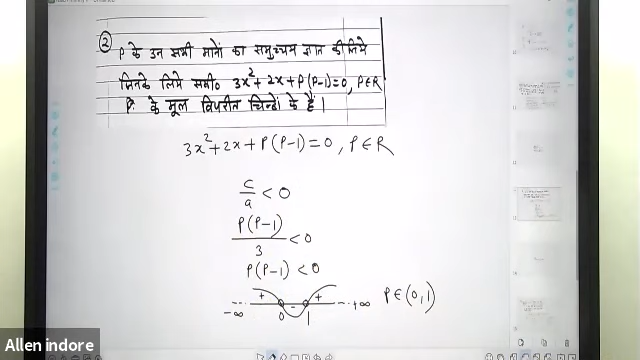 ② P के उन सभी मानों का समुच्चय ज्ञात कीजिये
जिनके लिये समी० 3x²+2x+P(P-1)=0, P∈R
के मूल विपरीत चिन्हों के हैं।
3x²+2x+P(P-1)=0, P∈R
c/a < 0
P(P-1)/3 < 0
P(P-1) < 0
+ - +
-∞ 0 1 +∞ P∈(0,1)
Allen indore